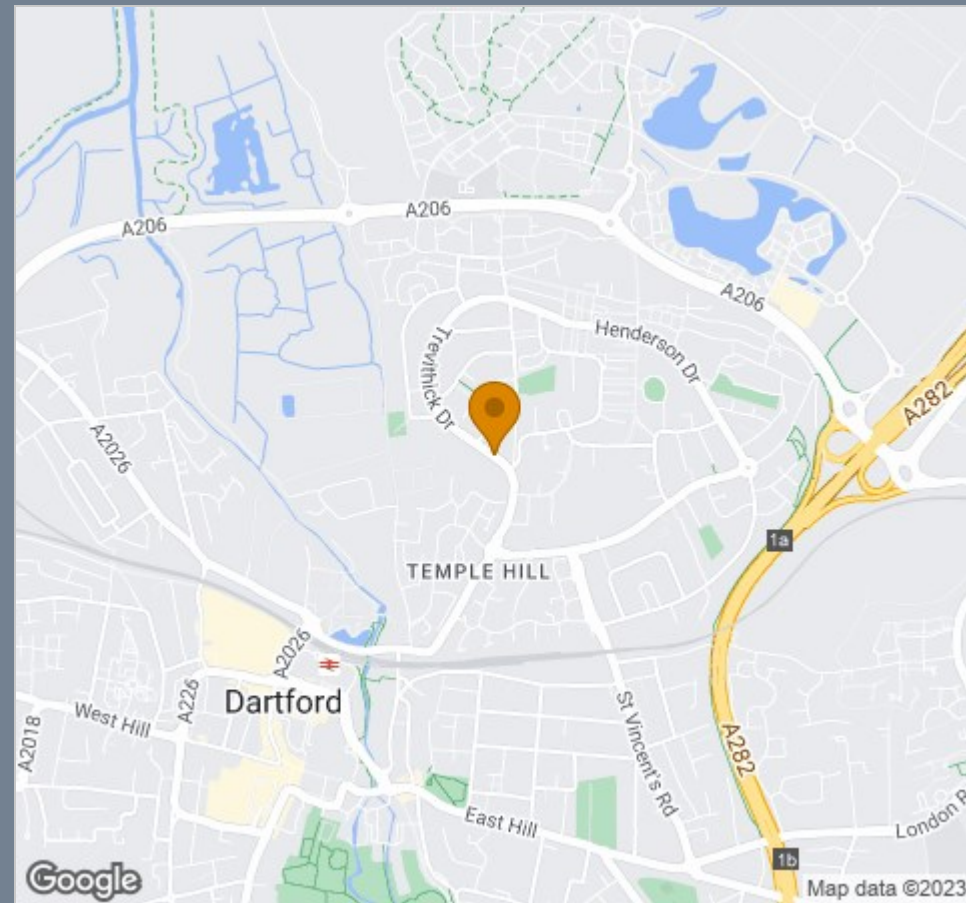 A206
A206
A206
Henderson Dr
Trevithick Dr
A282
A2026
1a
TEMPLE HILL
A2026
A226
Dartford
West Hill
A2018
St Vincent's Rd
A282
East Hill
London R
1b
Google
Map data ©2023